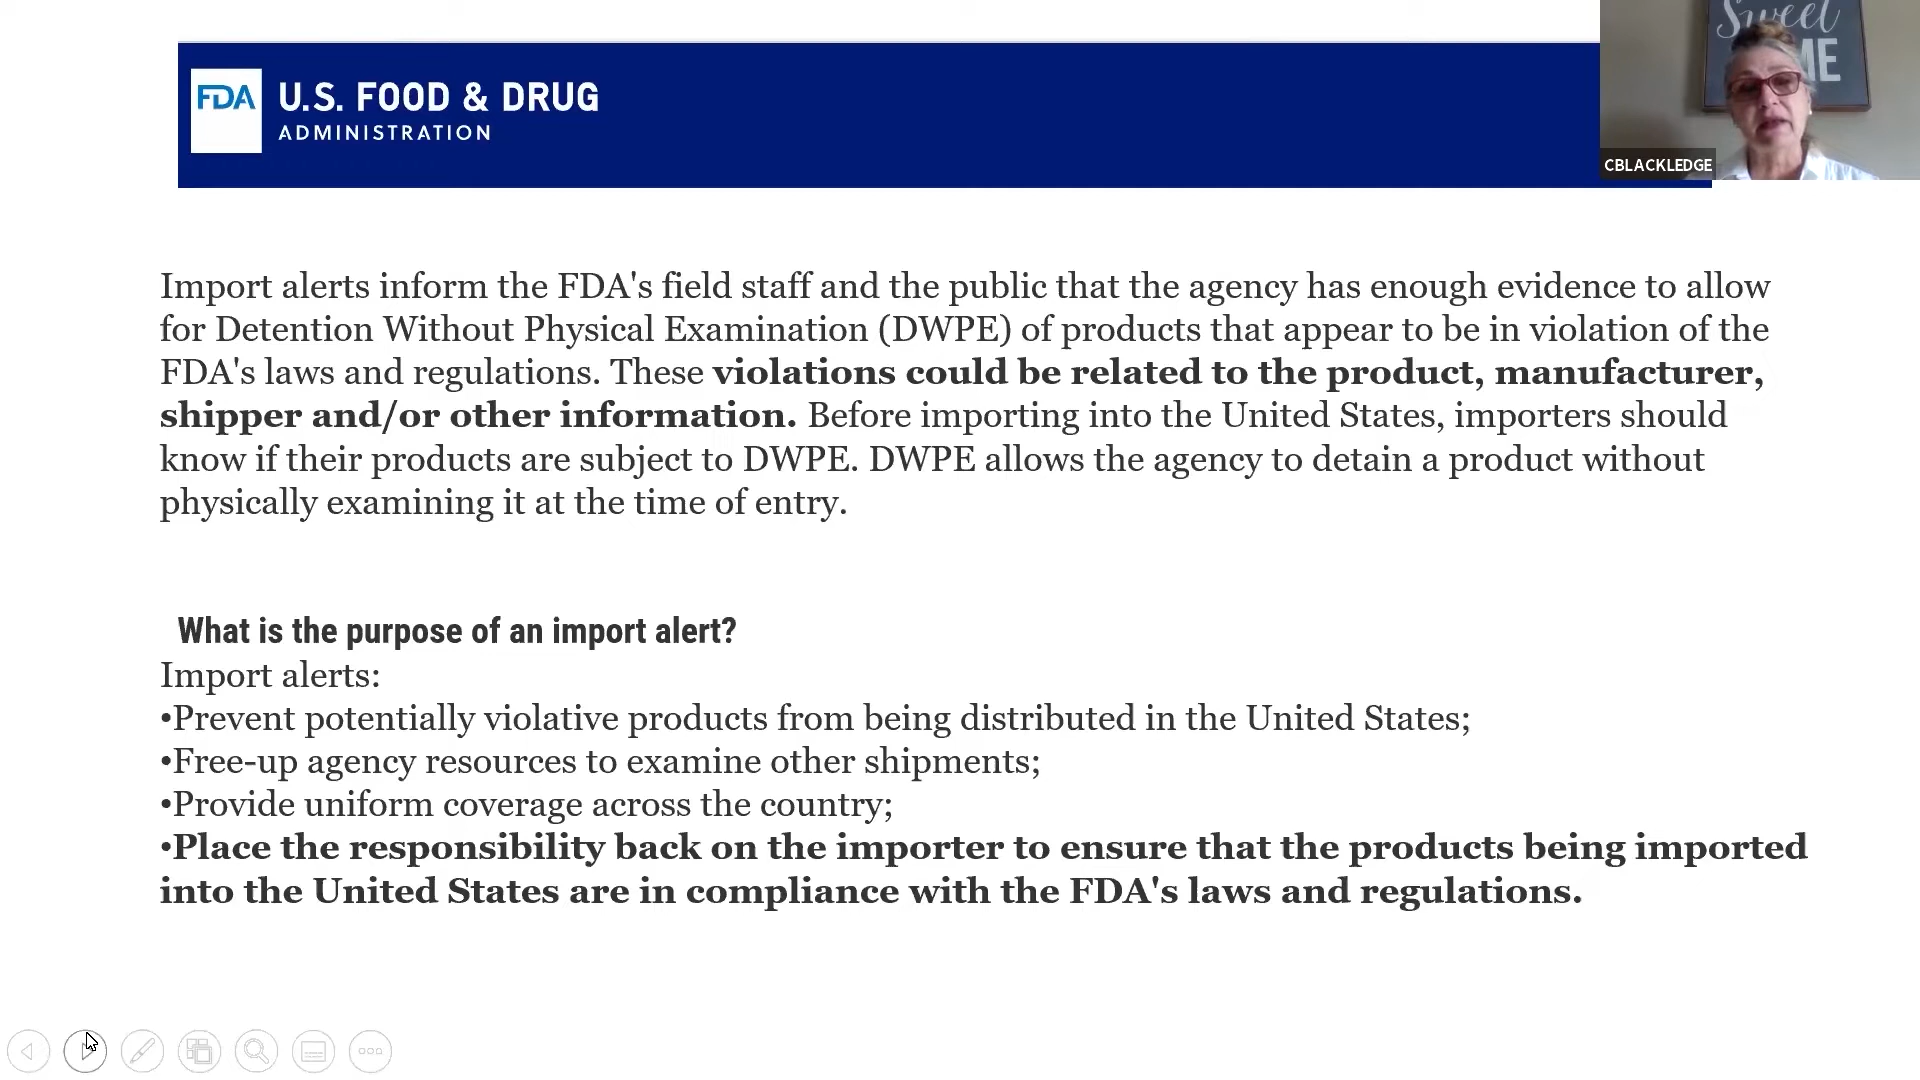 Sweet
ME
FDA
U.S. FOOD & DRUG
ADMINISTRATION
CBLACKLEDGE
Import alerts inform the FDA's field staff and the public that the agency has enough evidence to allow
for Detention Without Physical Examination (DWPE) of products that appear to be in violation of the
FDA's laws and regulations. These violations could be related to the product, manufacturer,
shipper and/or other information. Before importing into the United States, importers should
know if their products are subject to DWPE. DWPE allows the agency to detain a product without
physically examining it at the time of entry.
What is the purpose of an import alert?
Import alerts:
•Prevent potentially violative products from being distributed in the United States;
•Free-up agency resources to examine other shipments;
•Provide uniform coverage across the country;
•Place the responsibility back on the importer to ensure that the products being imported
into the United States are in compliance with the FDA's laws and regulations.